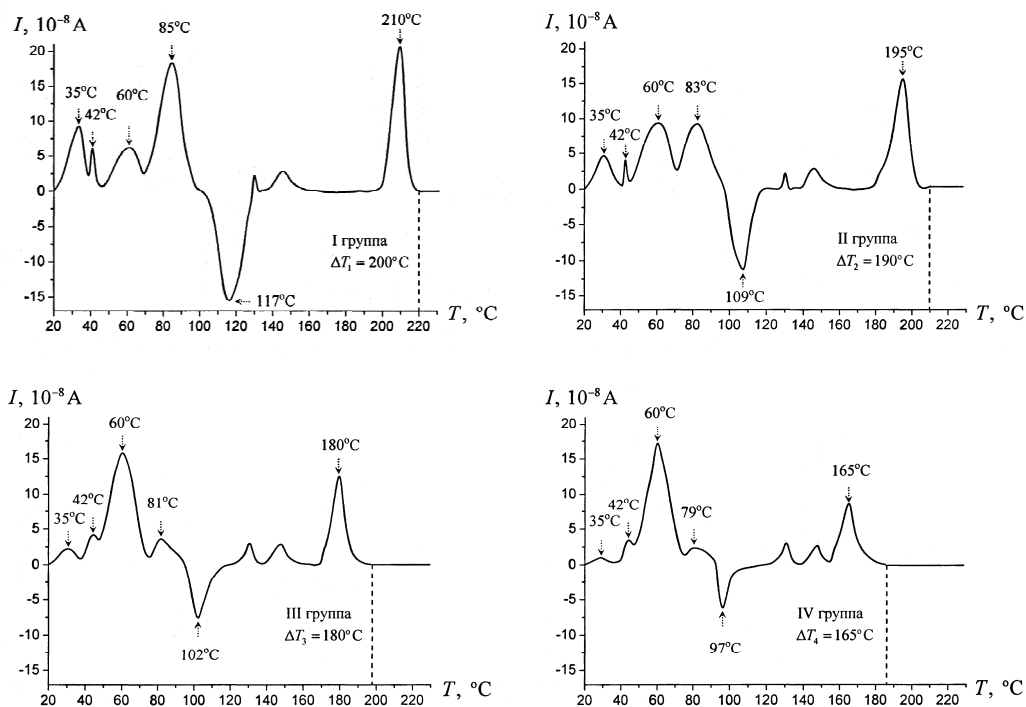 I, 10⁻⁸ A
20
15
10
5
0
-5
-10
-15
35°C
42°C
60°C
85°C
210°C
117°C
I группа
ΔT₁ = 200°C
20 40 60 80 100 120 140 160 180 200 220
T, °C
I, 10⁻⁸ A
20
15
10
5
0
-5
-10
-15
35°C
42°C
60°C
83°C
195°C
109°C
II группа
ΔT₂ = 190°C
20 40 60 80 100 120 140 160 180 200 220
T, °C
I, 10⁻⁸ A
20
15
10
5
0
-5
-10
-15
35°C
42°C
60°C
81°C
180°C
102°C
III группа
ΔT₃ = 180°C
20 40 60 80 100 120 140 160 180 200 220
T, °C
I, 10⁻⁸ A
20
15
10
5
0
-5
-10
-15
35°C
42°C
60°C
79°C
165°C
97°C
IV группа
ΔT₄ = 165°C
20 40 60 80 100 120 140 160 180 200 220
T, °C